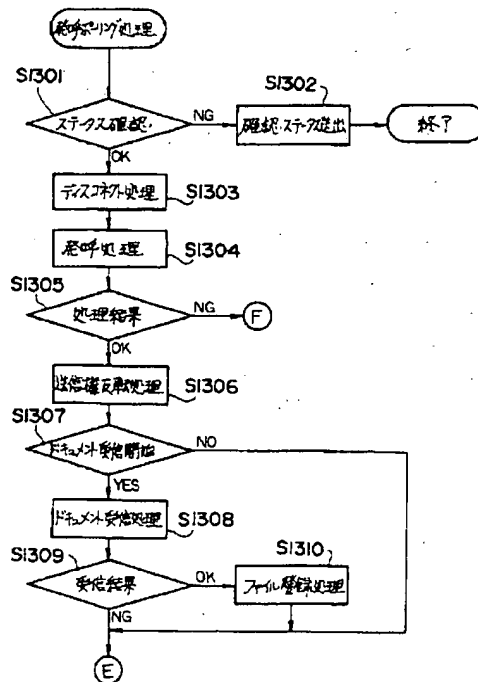 発呼ポーリング処理
S1301
S1302
ステータス確認
NG
確認・ステータス送出
終了
OK
ディスコネクト処理
S1303
発呼処理
S1304
S1305
処理結果
NG
F
OK
送信権反転処理
S1306
S1307
ドキュメント受信開始
NO
YES
ドキュメント受信処理
S1308
S1309
S1310
受信結果
OK
ファイル登録処理
NG
E